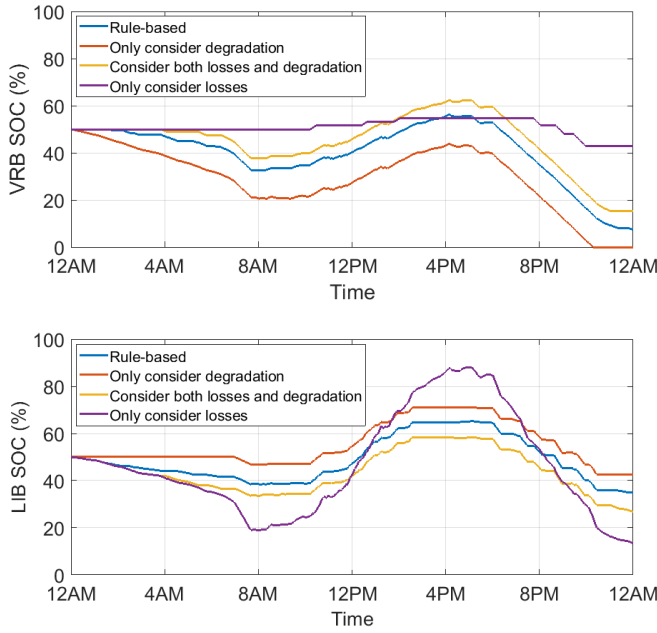 100
80
60
40
20
0
VRB SOC (%)
Rule-based
Only consider degradation
Consider both losses and degradation
Only consider losses
12AM 4AM 8AM 12PM 4PM 8PM 12AM
Time
100
80
60
40
20
0
LIB SOC (%)
Rule-based
Only consider degradation
Consider both losses and degradation
Only consider losses
12AM 4AM 8AM 12PM 4PM 8PM 12AM
Time